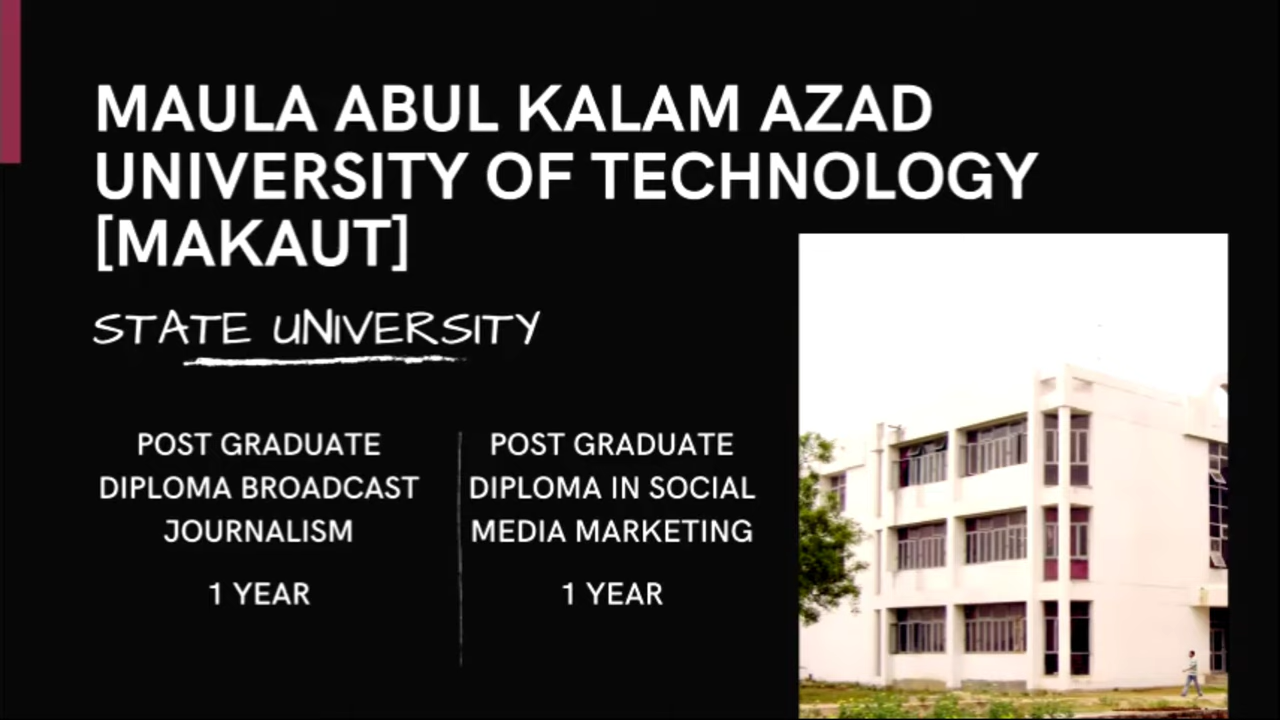 MAULA ABUL KALAM AZAD
UNIVERSITY OF TECHNOLOGY
[MAKAUT]
STATE UNIVERSITY
POST GRADUATE
DIPLOMA BROADCAST
JOURNALISM
1 YEAR
POST GRADUATE
DIPLOMA IN SOCIAL
MEDIA MARKETING
1 YEAR